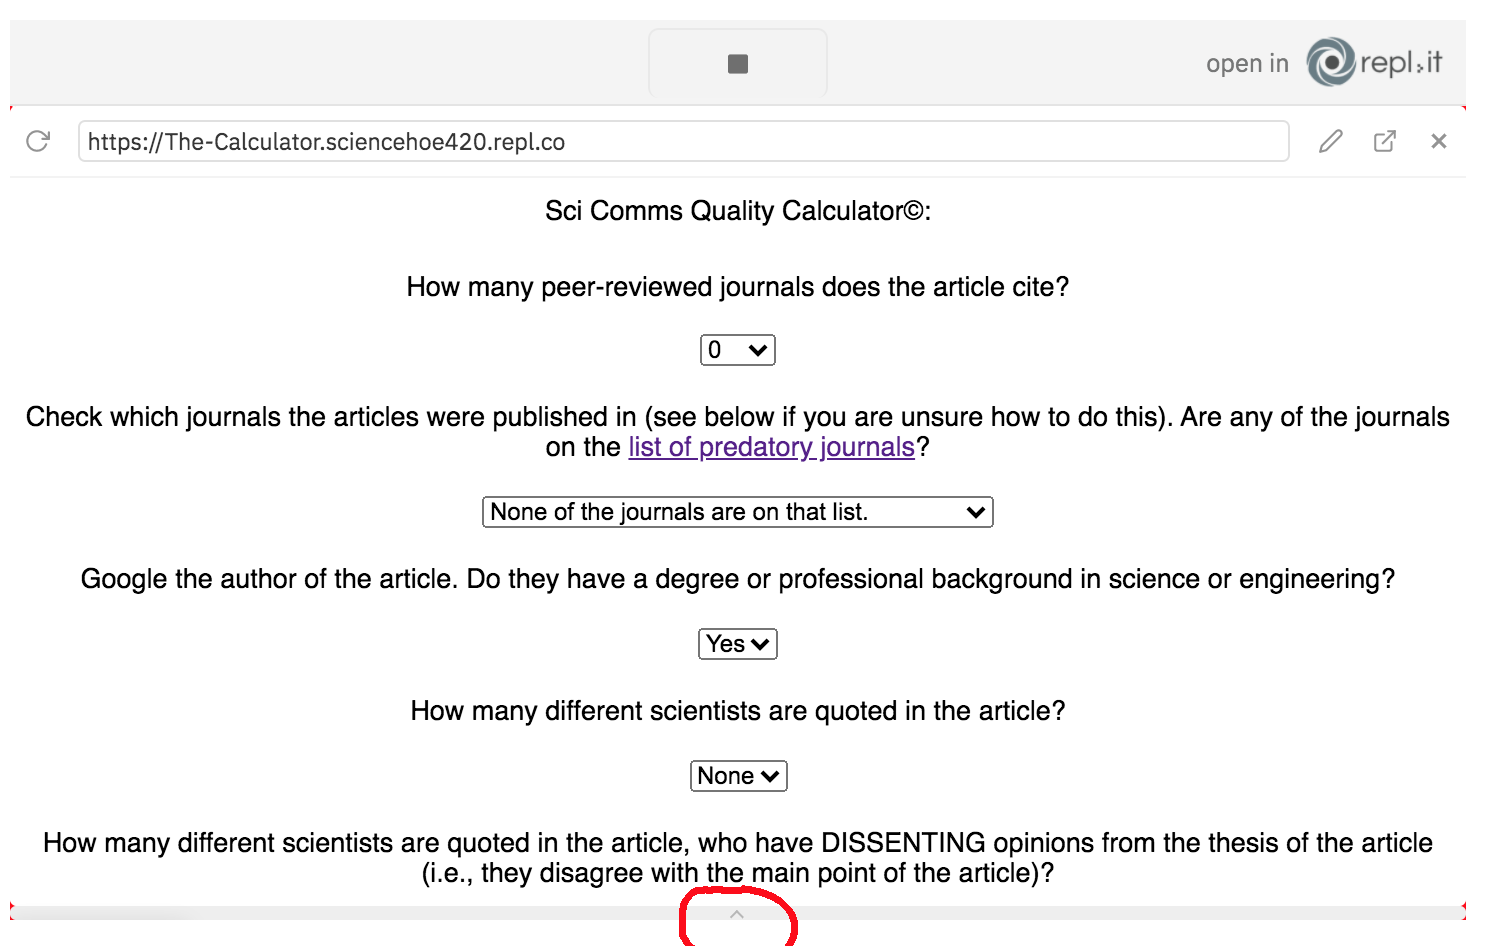 open in repl.it
https://The-Calculator.sciencehoe420.repl.co
Sci Comms Quality Calculator©:
How many peer-reviewed journals does the article cite?
0
Check which journals the articles were published in (see below if you are unsure how to do this). Are any of the journals
on the list of predatory journals?
None of the journals are on that list.
Google the author of the article. Do they have a degree or professional background in science or engineering?
Yes
How many different scientists are quoted in the article?
None
How many different scientists are quoted in the article, who have DISSENTING opinions from the thesis of the article
(i.e., they disagree with the main point of the article)?